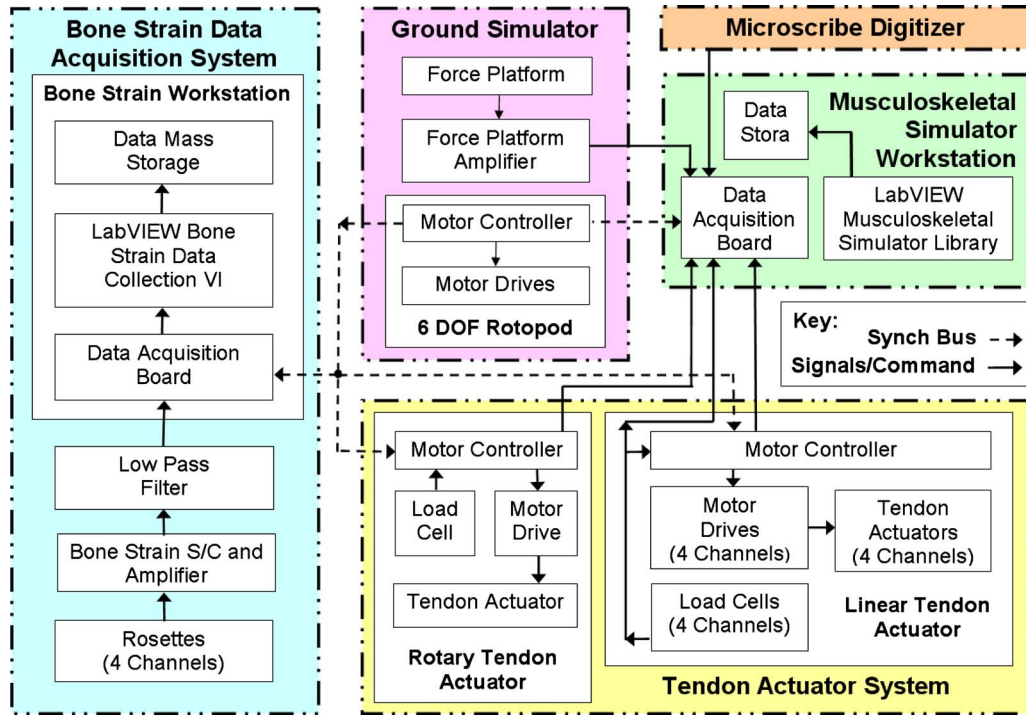 Bone Strain Data
Acquisition System
Bone Strain Workstation
Data Mass
Storage
LabVIEW Bone
Strain Data
Collection VI
Data Acquisition
Board
Low Pass
Filter
Bone Strain S/C and
Amplifier
Rosettes
(4 Channels)
Ground Simulator
Force Platform
Force Platform
Amplifier
Motor Controller
Motor Drives
6 DOF Rotopod
Microscribe Digitizer
Musculoskeletal
Simulator
Workstation
Data
Stora
Data
Acquisition
Board
LabVIEW
Musculoskeletal
Simulator Library
Key:
Synch Bus
Signals/Command
Motor Controller
Load
Cell
Motor
Drive
Tendon Actuator
Rotary Tendon
Actuator
Motor Controller
Motor
Drives
(4 Channels)
Tendon
Actuators
(4 Channels)
Load Cells
(4 Channels)
Linear Tendon
Actuator
Tendon Actuator System